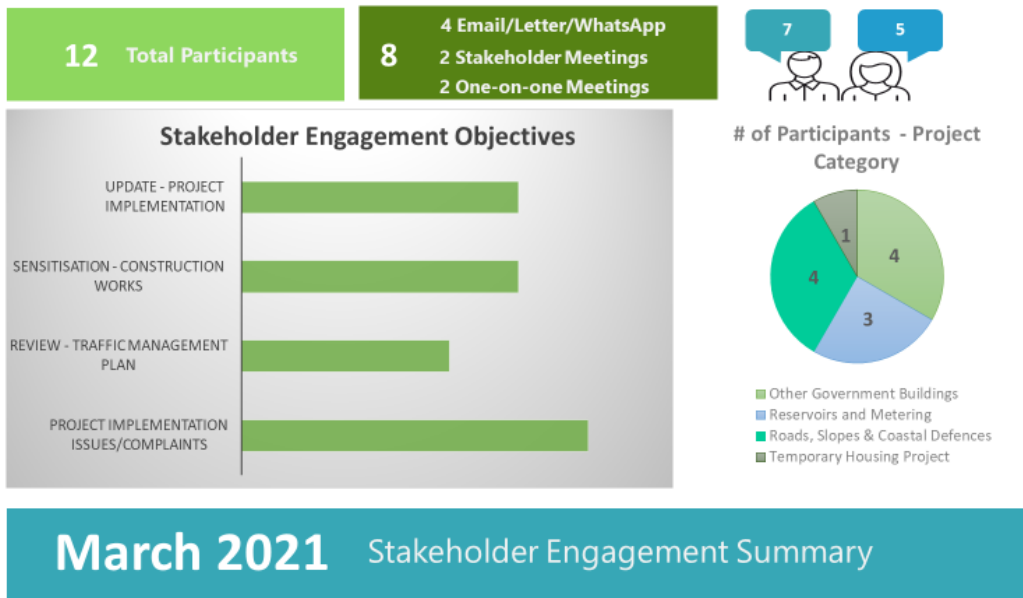 12 Total Participants
8
4 Email/Letter/WhatsApp
2 Stakeholder Meetings
2 One-on-one Meetings
7
5
Stakeholder Engagement Objectives
UPDATE - PROJECT
IMPLEMENTATION
SENSITISATION - CONSTRUCTION
WORKS
REVIEW - TRAFFIC MANAGEMENT
PLAN
PROJECT IMPLEMENTATION
ISSUES/COMPLAINTS
# of Participants - Project
Category
1
4
4
3
Other Government Buildings
Reservoirs and Metering
Roads, Slopes & Coastal Defences
Temporary Housing Project
March 2021 Stakeholder Engagement Summary